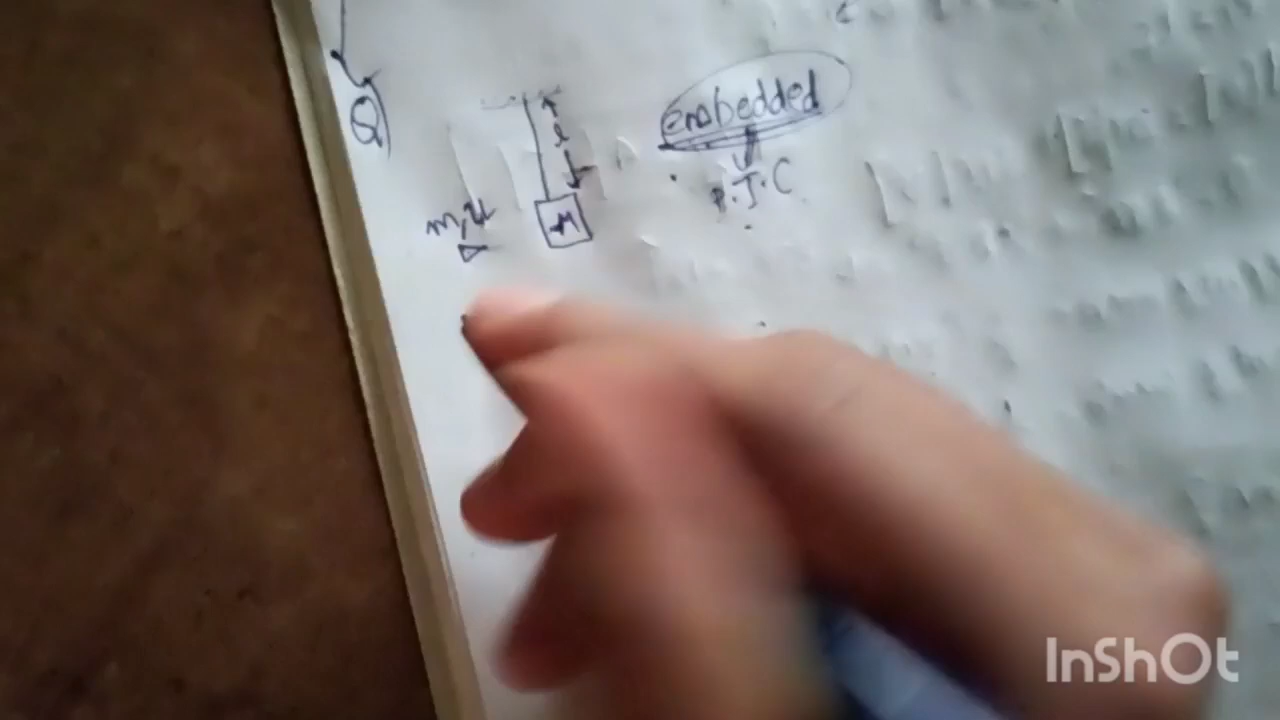 Q
embedded
l
P.I.C
m, u
M
InShOt